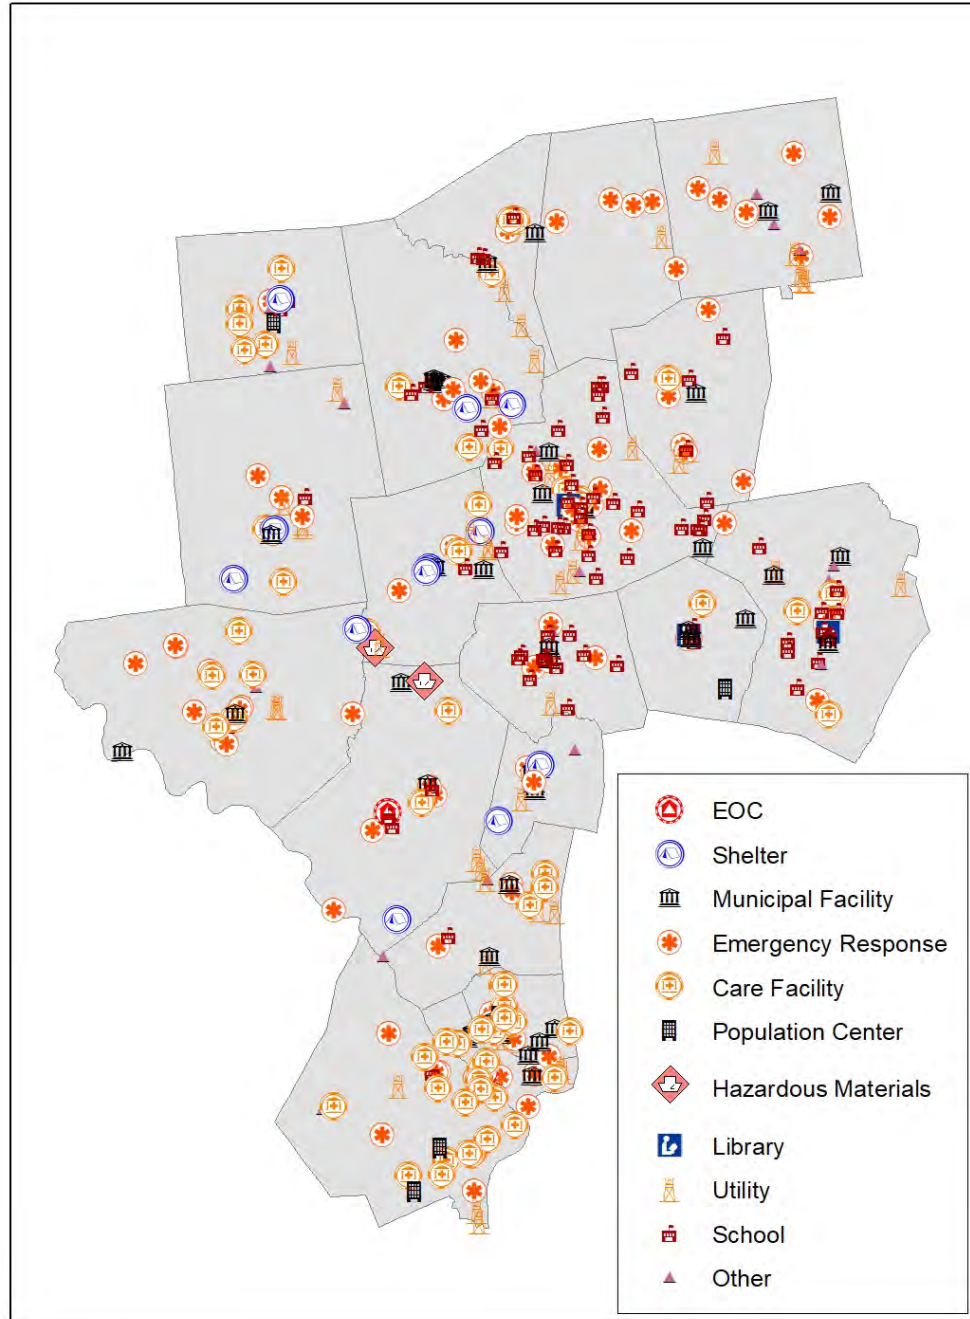 EOC
Shelter
Municipal Facility
Emergency Response
Care Facility
Population Center
Hazardous Materials
Library
Utility
School
Other